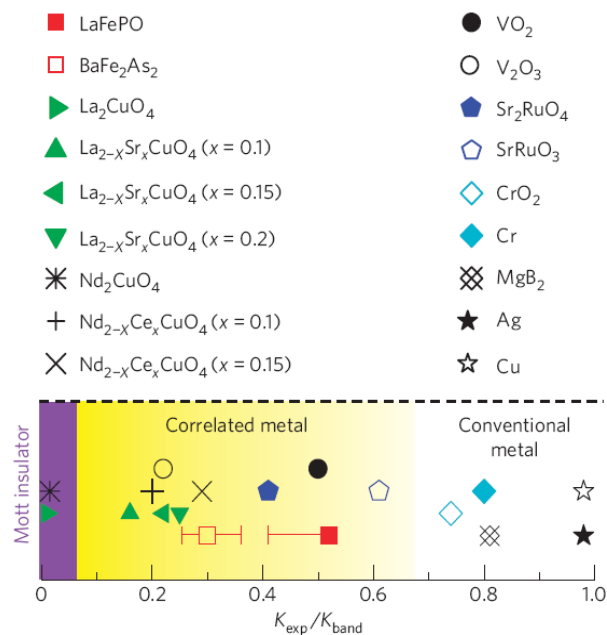 LaFePO
BaFe₂As₂
La₂CuO₄
La₂₋ₓSrₓCuO₄ (x = 0.1)
La₂₋ₓSrₓCuO₄ (x = 0.15)
La₂₋ₓSrₓCuO₄ (x = 0.2)
Nd₂CuO₄
Nd₂₋ₓCeₓCuO₄ (x = 0.1)
Nd₂₋ₓCeₓCuO₄ (x = 0.15)
VO₂
V₂O₃
Sr₂RuO₄
SrRuO₃
CrO₂
Cr
MgB₂
Ag
Cu
Mott insulator
Correlated metal
Conventional
metal
0 0.2 0.4 0.6 0.8 1.0
K_exp/K_band